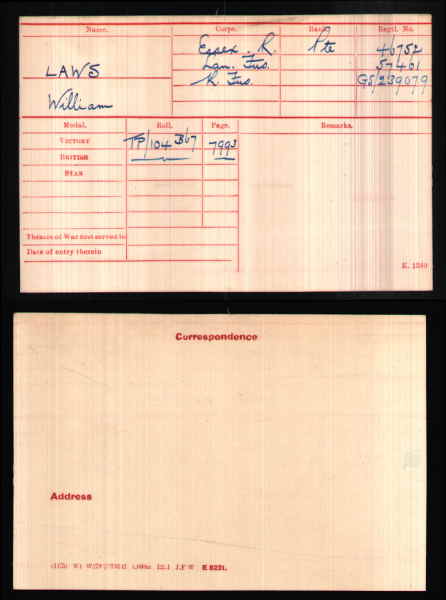 Name. Corps. Rank. Regtl. No.
Essex. R. Pte 46752
LAWS Lan. Fus. 57461
William R. Fus. GS/239079
Medal. Roll. Page. Remarks.
VICTORY TP/104 B67 7993
BRITISH
STAR
Theatre of War first served in
Date of entry therein
K. 1380
Correspondence
Address
E 8221.